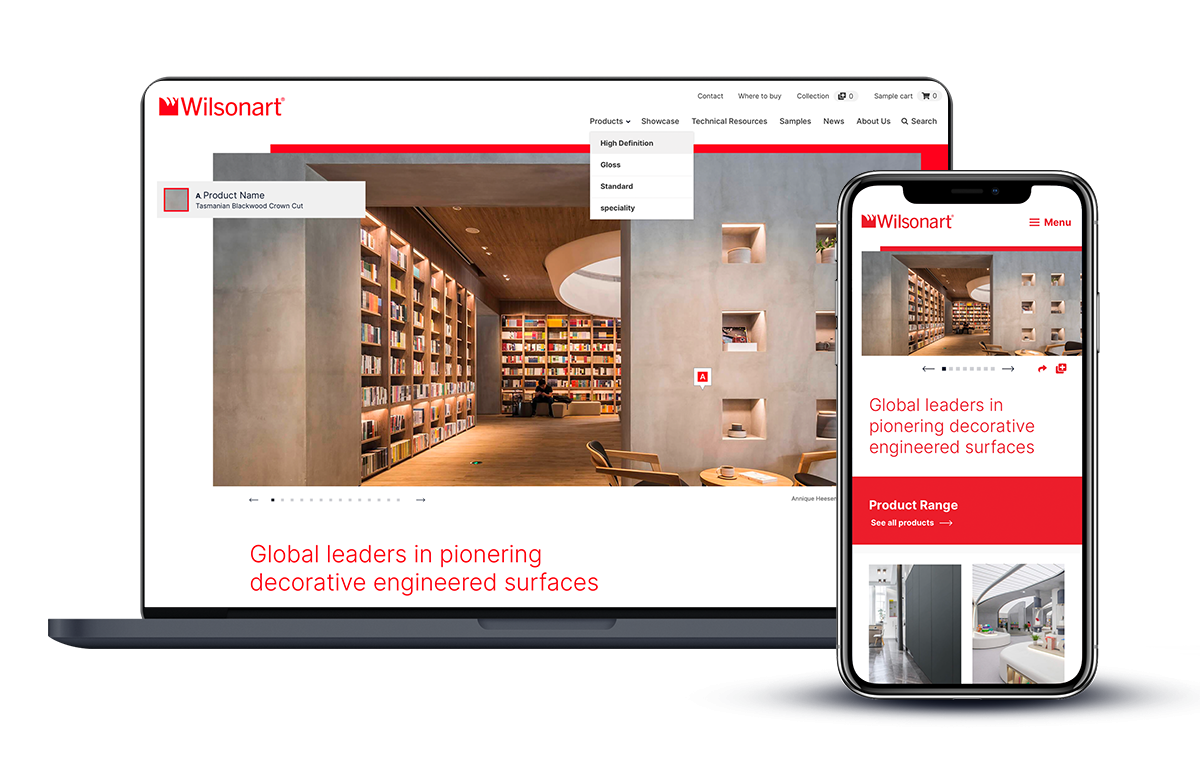 Wilsonart®
Contact Where to buy Collection 0 Sample cart 0
Products Showcase Technical Resources Samples News About Us Search
High Definition
Gloss
Standard
speciality
A. Product Name
Tasmanian Blackwood Crown Cut
A
Annique Heesen
Global leaders in pionering
decorative engineered surfaces
Wilsonart®
Menu
Global leaders in
pionering decorative
engineered surfaces
Product Range
See all products